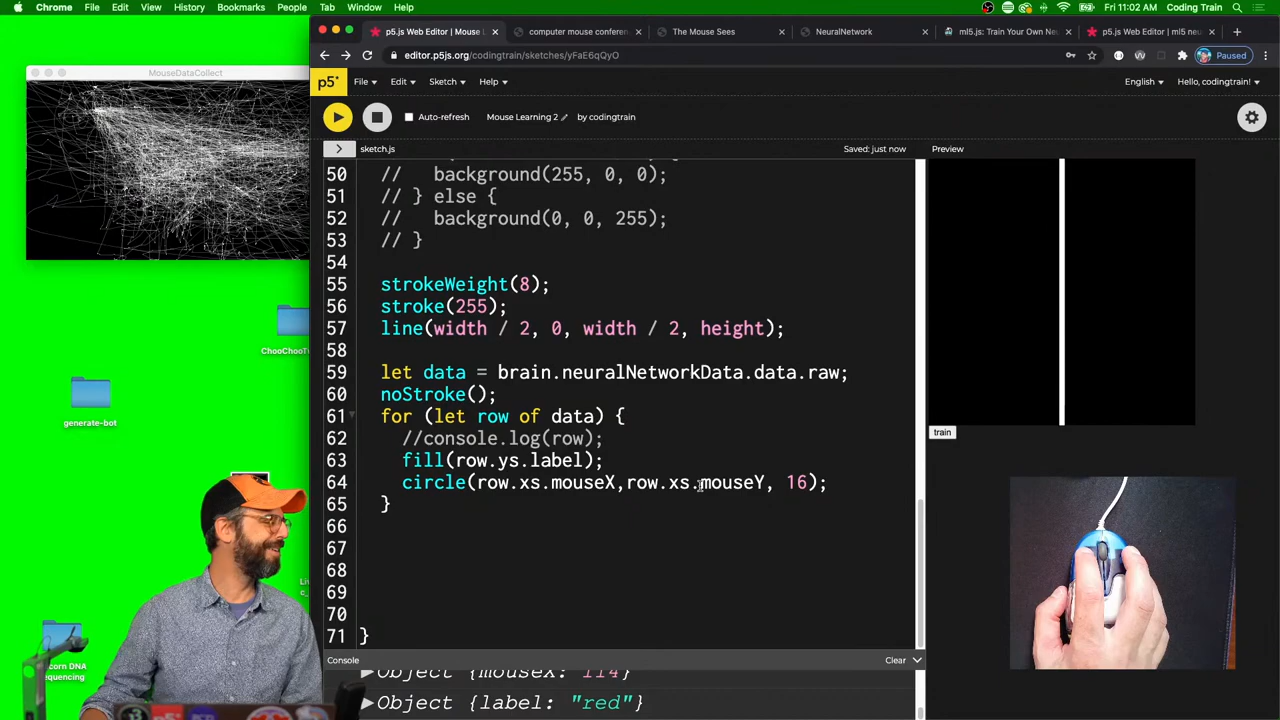 Chrome File Edit View History Bookmarks People Tab Window Help
Fri 11:02 AM Coding Train
p5.js Web Editor | Mouse L
computer mouse conferen
The Mouse Sees
NeuralNetwork
ml5.js: Train Your Own Neu
p5.js Web Editor | ml5 neu
editor.p5js.org/codingtrain/sketches/yFaE6qQyO
Paused
MouseDataCollect
p5* File Edit Sketch Help
English Hello, codingtrain!
Auto-refresh Mouse Learning 2 by codingtrain
sketch.js Saved: just now Preview
50 // background(255, 0, 0);
51 // } else {
52 // background(0, 0, 255);
53 // }
54
55 strokeWeight(8);
56 stroke(255);
57 line(width / 2, 0, width / 2, height);
58
59 let data = brain.neuralNetworkData.data.raw;
60 noStroke();
61 for (let row of data) {
62 //console.log(row);
63 fill(row.ys.label);
64 circle(row.xs.mouseX,row.xs.mouseY, 16);
65 }
66
67
68
69
70
71 }
train
ChooChooT
generate-bot
Console Clear
Object {mouseX: 114}
Object {label: "red"}
DNA